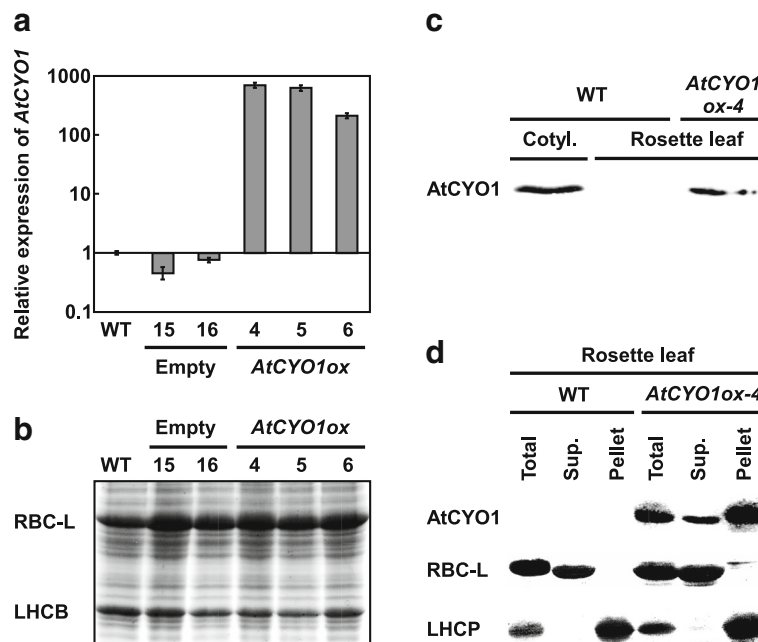 a
Relative expression of AtCYO1
1000
100
10
1
0.1
WT 15 16 4 5 6
Empty AtCYO1ox
b
Empty AtCYO1ox
WT 15 16 4 5 6
RBC-L
LHCB
c
WT AtCYO1
ox-4
Cotyl. Rosette leaf
AtCYO1
d
Rosette leaf
WT AtCYO1ox-4
Total Sup. Pellet Total Sup. Pellet
AtCYO1
RBC-L
LHCP